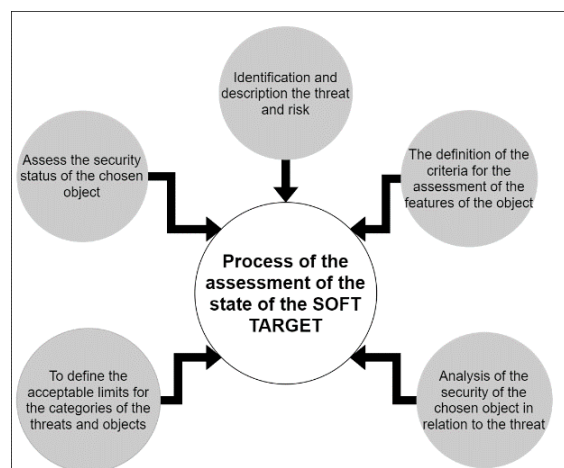 Identification and
description the threat
and risk
Assess the security
status of the chosen
object
The definition of the
criteria for the
assessment of the
features of the object
Process of the
assessment of the
state of the SOFT
TARGET
To define the
acceptable limits for
the categories of the
threats and objects
Analysis of the
security of the
chosen object in
relation to the threat